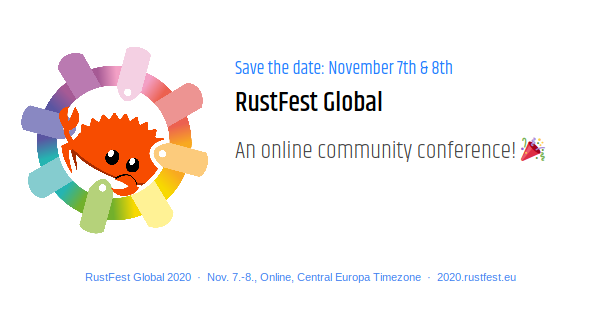 Save the date: November 7th & 8th
RustFest Global
An online community conference! 🎉
RustFest Global 2020 · Nov. 7.-8., Online, Central Europa Timezone · 2020.rustfest.eu